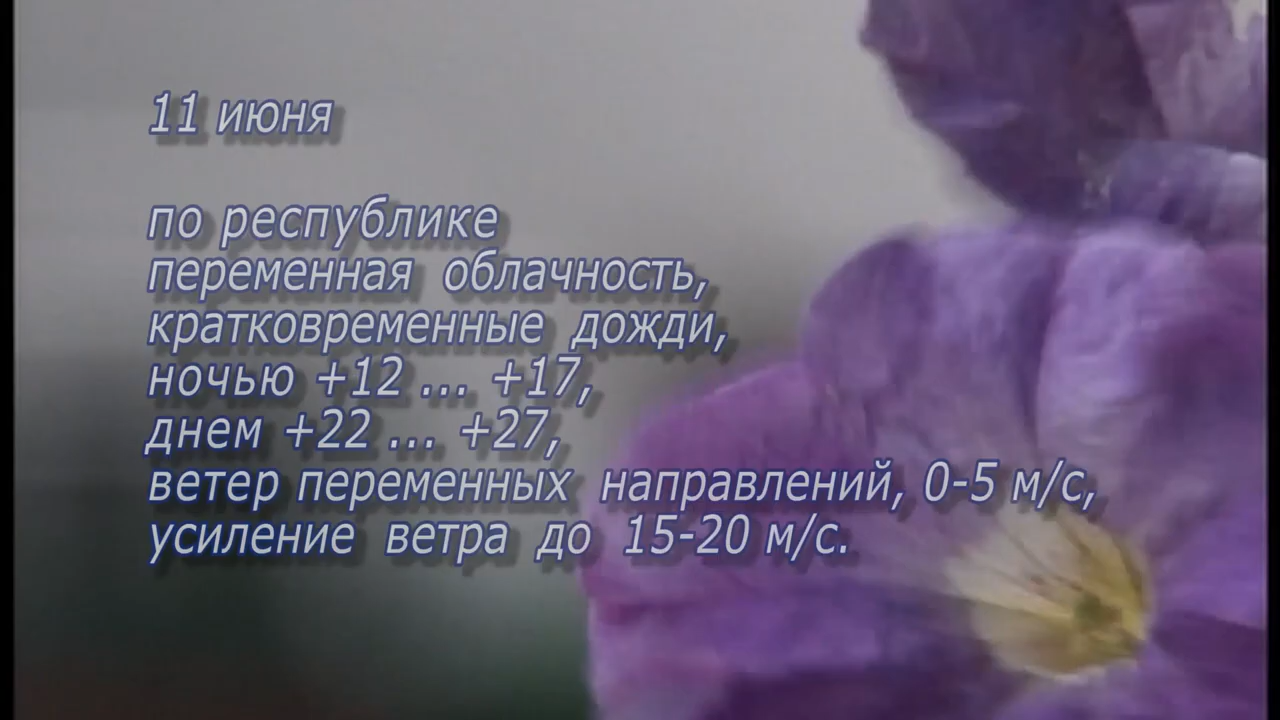 11 июня
по республике
переменная облачность,
кратковременные дожди,
ночью +12 ... +17,
днем +22 ... +27,
ветер переменных направлений, 0-5 м/с,
усиление ветра до 15-20 м/с.